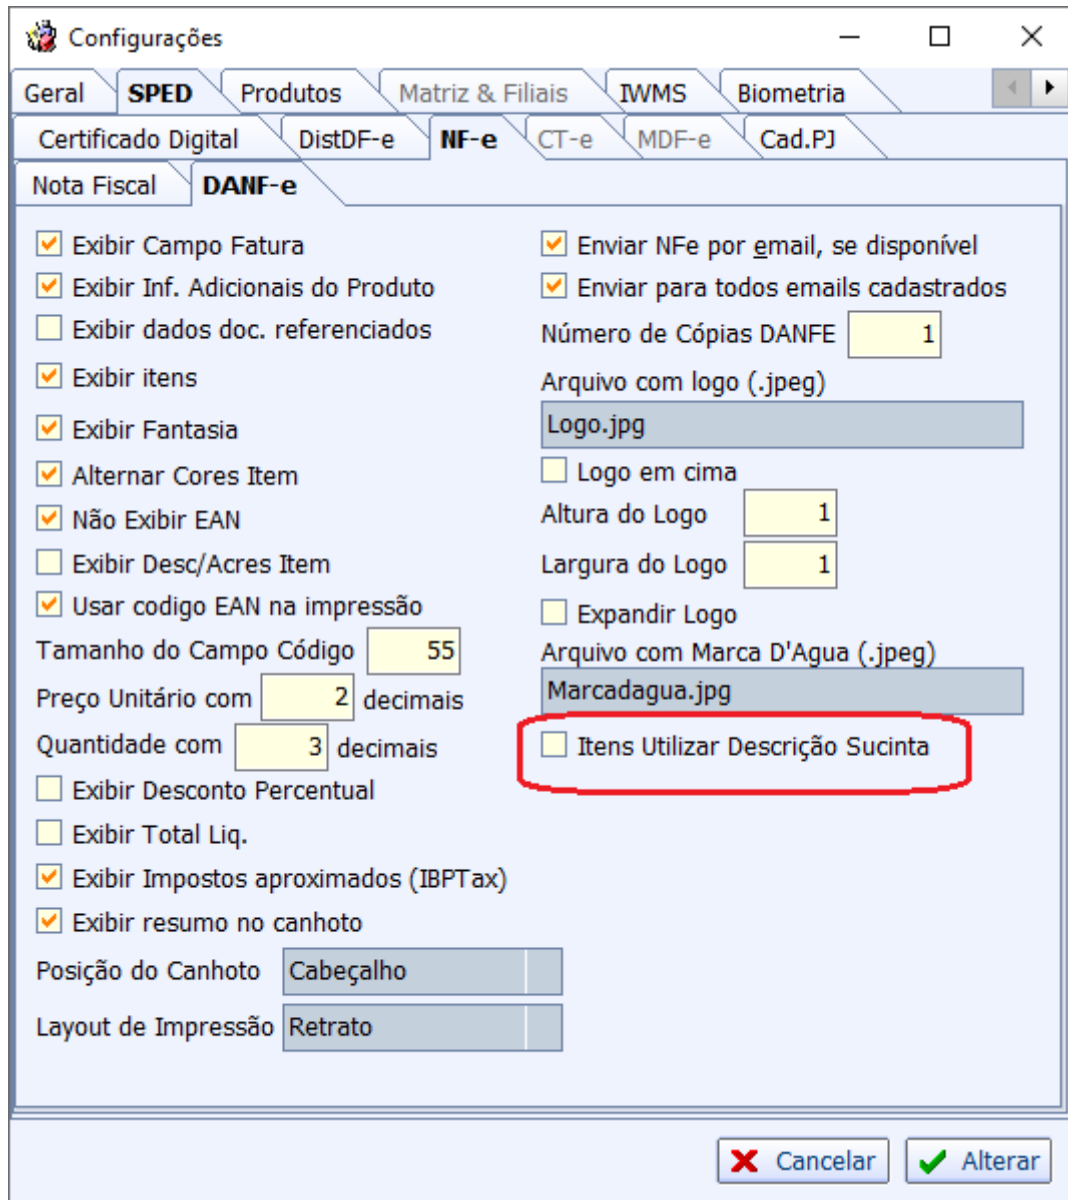 Configurações
Geral SPED Produtos Matriz & Filiais IWMS Biometria
Certificado Digital DistDF-e NF-e CT-e MDF-e Cad.PJ
Nota Fiscal DANF-e
Exibir Campo Fatura
Exibir Inf. Adicionais do Produto
Exibir dados doc. referenciados
Exibir itens
Exibir Fantasia
Alternar Cores Item
Não Exibir EAN
Exibir Desc/Acres Item
Usar codigo EAN na impressão
Tamanho do Campo Código 55
Preço Unitário com 2 decimais
Quantidade com 3 decimais
Exibir Desconto Percentual
Exibir Total Liq.
Exibir Impostos aproximados (IBPTax)
Exibir resumo no canhoto
Posição do Canhoto Cabeçalho
Layout de Impressão Retrato
Enviar NFe por email, se disponível
Enviar para todos emails cadastrados
Número de Cópias DANFE 1
Arquivo com logo (.jpeg)
Logo.jpg
Logo em cima
Altura do Logo 1
Largura do Logo 1
Expandir Logo
Arquivo com Marca D'Agua (.jpeg)
Marcadagua.jpg
Itens Utilizar Descrição Sucinta
Cancelar Alterar